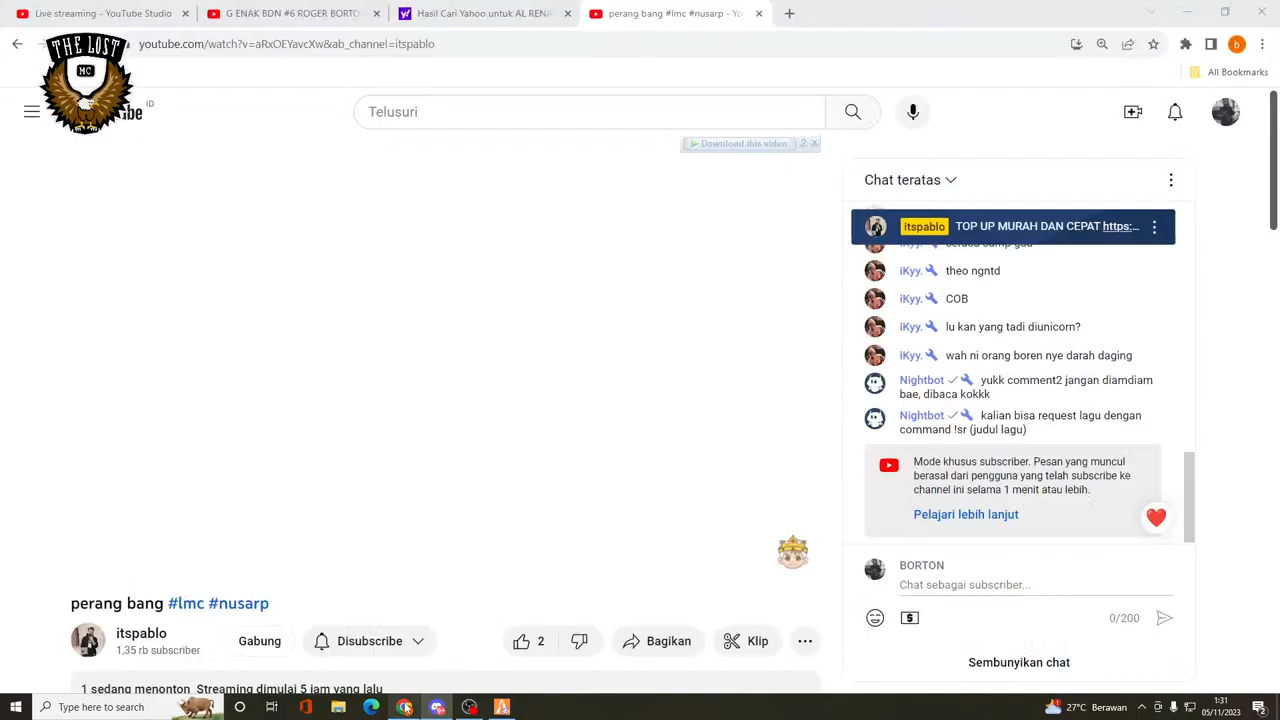 Live streaming - YouTube Studio
G ENAK BDN #6 ROGER BORTO
Hasil Cari Yahoo untuk AL RENA
perang bang #lmc #nusarp - Yo
youtube.com/watch?v=aRxOEYavcXw&ab_channel=itspablo
b
All Bookmarks
THE LOST
MC
be
ID
Telusuri
Download this video
?
X
Chat teratas
itspablo TOP UP MURAH DAN CEPAT https:...
iKyy. theo ngntd
iKyy. COB
iKyy. lu kan yang tadi diunicorn?
iKyy. wah ni orang boren nye darah daging
Nightbot yukk comment2 jangan diamdiam
bae, dibaca kokkk
Nightbot kalian bisa request lagu dengan
command !sr (judul lagu)
Mode khusus subscriber. Pesan yang muncul
berasal dari pengguna yang telah subscribe ke
channel ini selama 1 menit atau lebih.
Pelajari lebih lanjut
BORTON
Chat sebagai subscriber...
0/200
Sembunyikan chat
perang bang #lmc #nusarp
itspablo
1,35 rb subscriber
Gabung
Disubscribe
2
Bagikan
Klip
1 sedang menonton Streaming dimulai 5 jam yang lalu
Type here to search
27°C Berawan
1:31
05/11/2023
2